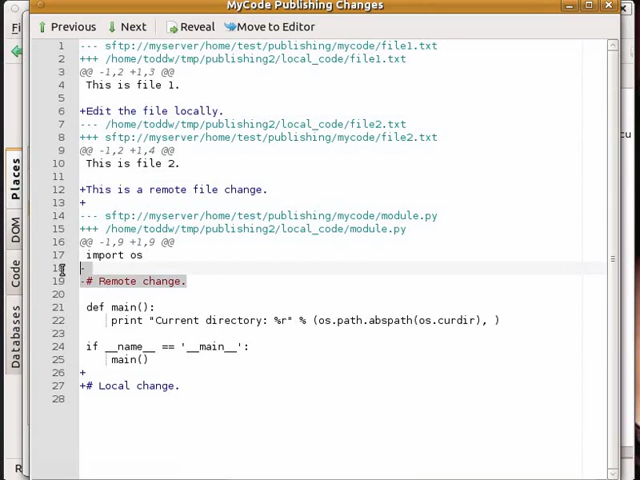 MyCode Publishing Changes
Fi
Previous Next Reveal Move to Editor
Places
DOM
Code
Databases
R
1 --- sftp://myserver/home/test/publishing/mycode/file1.txt
2 +++ /home/toddw/tmp/publishing2/local_code/file1.txt
3 @@ -1,2 +1,3 @@
4 This is file 1.
5
6 +Edit the file locally.
7 --- /home/toddw/tmp/publishing2/local_code/file2.txt
8 +++ sftp://myserver/home/test/publishing/mycode/file2.txt
9 @@ -1,2 +1,4 @@
10 This is file 2.
11
12 +This is a remote file change.
13 +
14 --- sftp://myserver/home/test/publishing/mycode/module.py
15 +++ /home/toddw/tmp/publishing2/local_code/module.py
16 @@ -1,9 +1,9 @@
17 import os
18 -
19 -# Remote change.
20
21 def main():
22 print "Current directory: %r" % (os.path.abspath(os.curdir), )
23
24 if __name__ == '__main__':
25 main()
26 +
27 +# Local change.
28